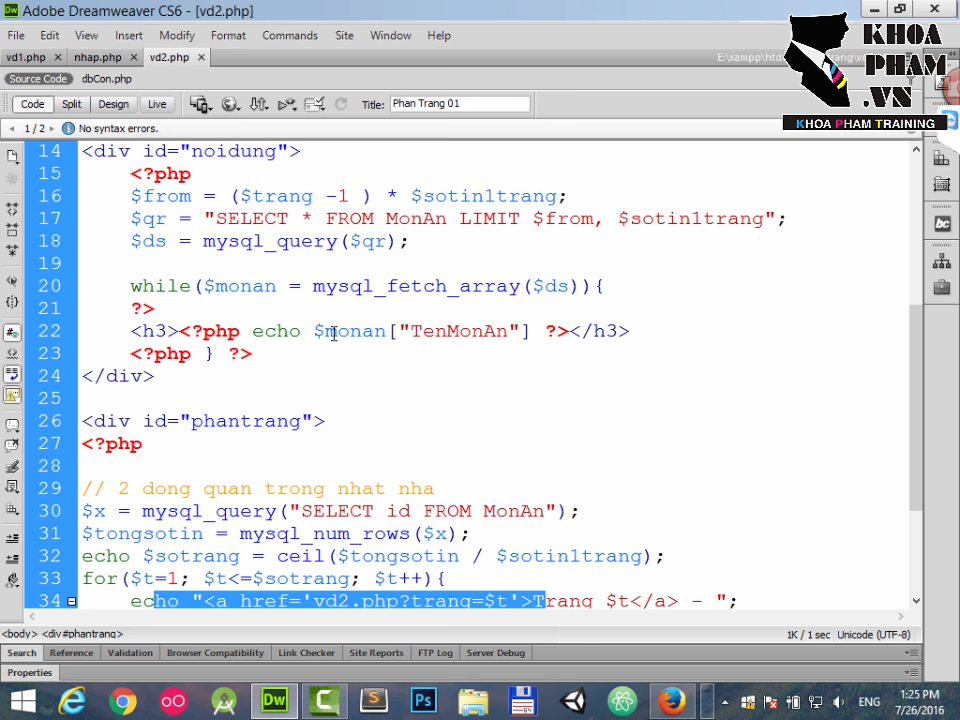 Dw Adobe Dreamweaver CS6 - [vd2.php]
File Edit View Insert Modify Format Commands Site Window Help
vd1.php × nhap.php × vd2.php × E:\xampp\htd
Source Code dbCon.php
Code Split Design Live Title: Phan Trang 01
1 / 2 No syntax errors.
KHOA
PHAM
.VN
KHOA PHAM TRAINING
14 <div id="noidung">
15 <?php
16 $from = ($trang -1 ) * $sotin1trang;
17 $qr = "SELECT * FROM MonAn LIMIT $from, $sotin1trang";
18 $ds = mysql_query($qr);
19
20 while($monan = mysql_fetch_array($ds)){
21 ?>
22 <h3><?php echo $monan["TenMonAn"] ?></h3>
23 <?php } ?>
24 </div>
25
26 <div id="phantrang">
27 <?php
28
29 // 2 dong quan trong nhat nha
30 $x = mysql_query("SELECT id FROM MonAn");
31 $tongsotin = mysql_num_rows($x);
32 echo $sotrang = ceil($tongsotin / $sotin1trang);
33 for($t=1; $t<=$sotrang; $t++){
34 echo "<a href='vd2.php?trang=$t'>Trang $t</a> - ";
<body> <div#phantrang> 1K / 1 sec Unicode (UTF-8)
Search Reference Validation Browser Compatibility Link Checker Site Reports FTP Log Server Debug
Properties
Dw Ps ENG 1:25 PM
7/26/2016